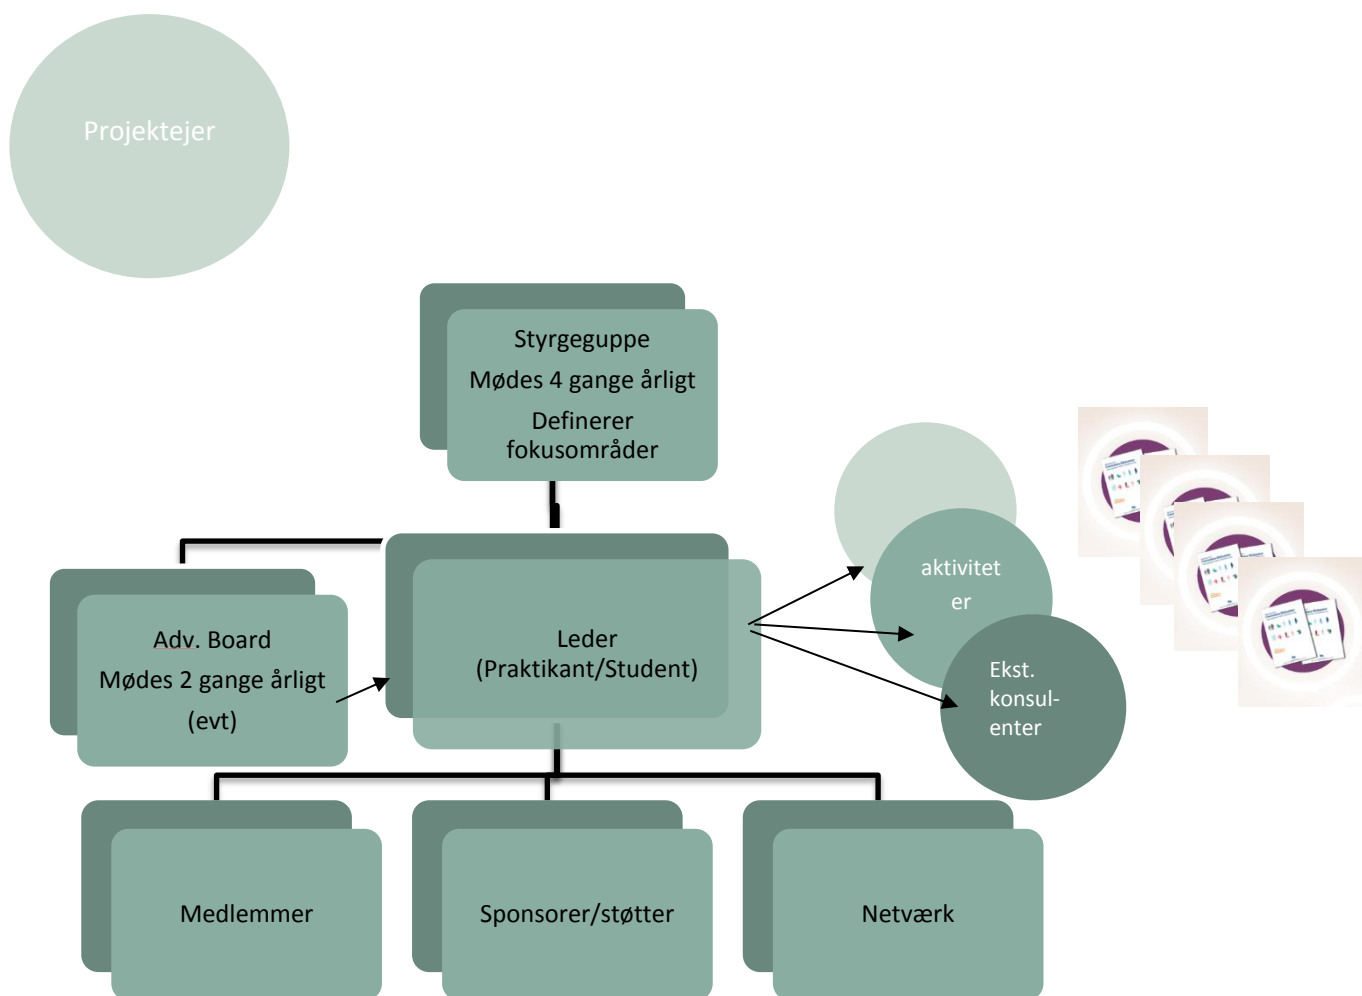 Projektejer
Styrgeguppe
Mødes 4 gange årligt
Definerer
fokusområder
aktivitet
er
Adv. Board
Mødes 2 gange årligt
(evt)
Leder
(Praktikant/Student)
Ekst.
konsul-
enter
Medlemmer
Sponsorer/støtter
Netværk